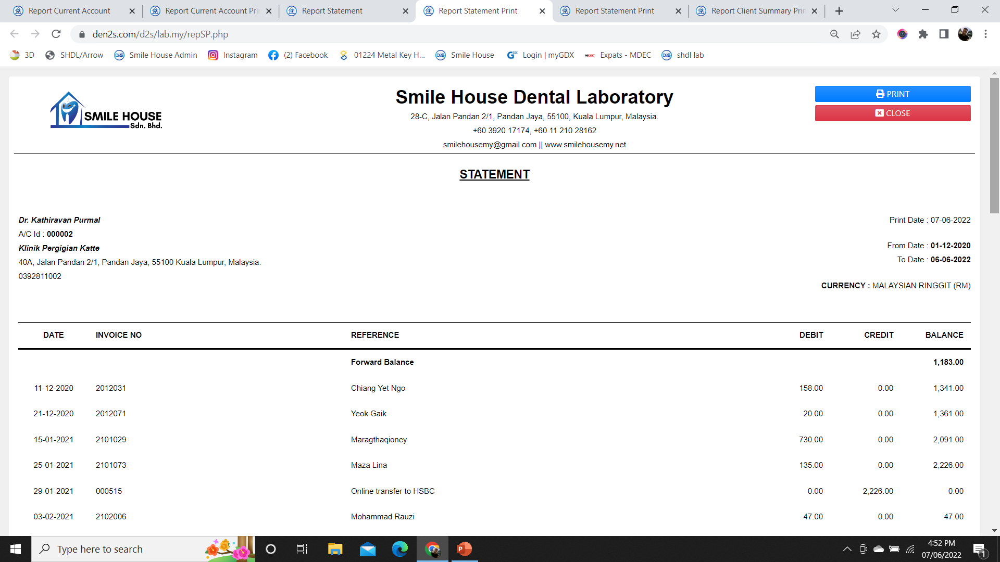 Report Current Account
Report Current Account Prin
Report Statement
Report Statement Print
Report Statement Print
Report Client Summary Prin
den2s.com/d2s/lab.my/repSP.php
3D
SHDL/Arrow
Smile House Admin
Instagram
(2) Facebook
01224 Metal Key H...
Smile House
Login | myGDX
Expats - MDEC
shdl lab
SMILE HOUSE
Sdn. Bhd.
Smile House Dental Laboratory
28-C, Jalan Pandan 2/1, Pandan Jaya, 55100, Kuala Lumpur, Malaysia.
+60 3920 17174, +60 11 210 28162
smilehousemy@gmail.com || www.smilehousemy.net
PRINT
CLOSE
STATEMENT
Dr. Kathiravan Purmal
A/C Id : 000002
Klinik Pergigian Katte
40A, Jalan Pandan 2/1, Pandan Jaya, 55100 Kuala Lumpur, Malaysia.
0392811002
Print Date : 07-06-2022
From Date : 01-12-2020
To Date : 06-06-2022
CURRENCY : MALAYSIAN RINGGIT (RM)
DATE INVOICE NO REFERENCE DEBIT CREDIT BALANCE
Forward Balance 1,183.00
11-12-2020 2012031 Chiang Yet Ngo 158.00 0.00 1,341.00
21-12-2020 2012071 Yeok Gaik 20.00 0.00 1,361.00
15-01-2021 2101029 Maragthaqioney 730.00 0.00 2,091.00
25-01-2021 2101073 Maza Lina 135.00 0.00 2,226.00
29-01-2021 000515 Online transfer to HSBC 0.00 2,226.00 0.00
03-02-2021 2102006 Mohammad Rauzi 47.00 0.00 47.00
Type here to search
4:52 PM
07/06/2022
1